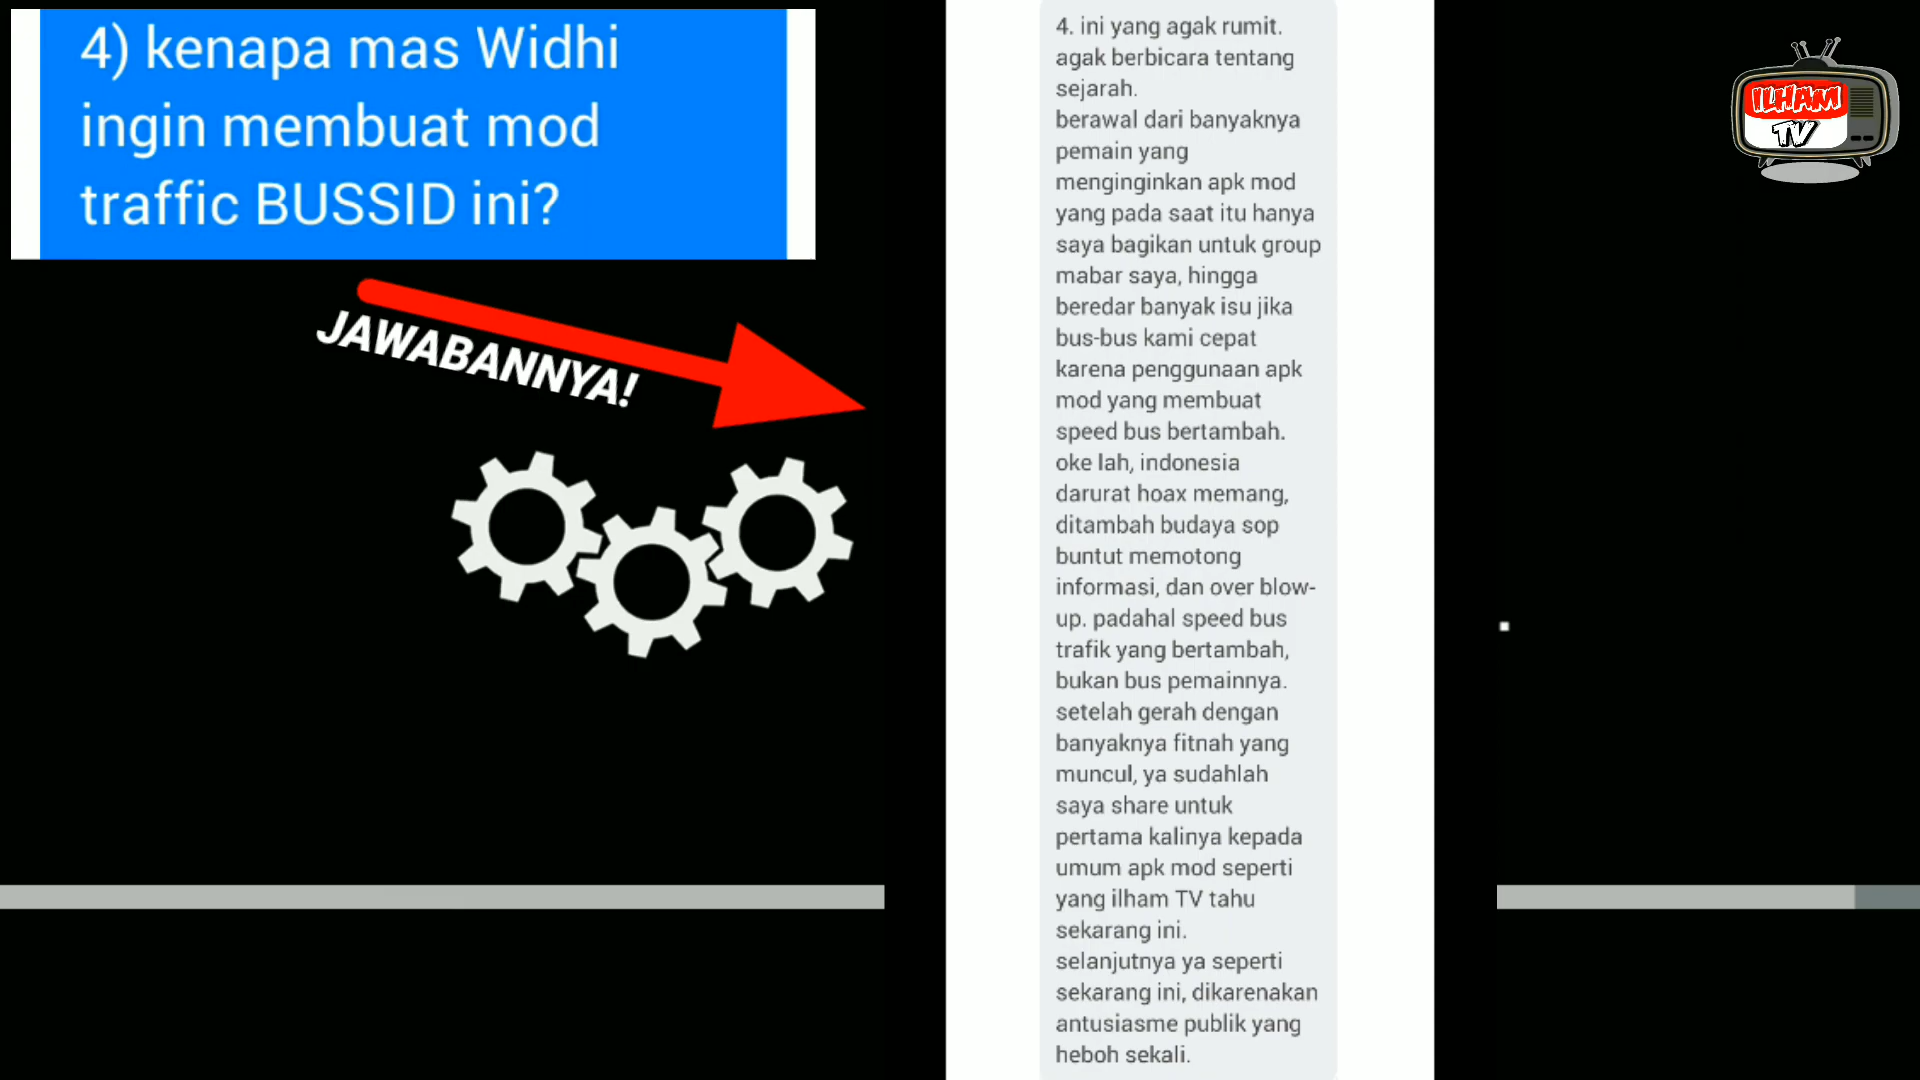 4) kenapa mas Widhi
ingin membuat mod
traffic BUSSID ini?
JAWABANNYA!
4. ini yang agak rumit.
agak berbicara tentang
sejarah.
berawal dari banyaknya
pemain yang
menginginkan apk mod
yang pada saat itu hanya
saya bagikan untuk group
mabar saya, hingga
beredar banyak isu jika
bus-bus kami cepat
karena penggunaan apk
mod yang membuat
speed bus bertambah.
oke lah, indonesia
darurat hoax memang,
ditambah budaya sop
buntut memotong
informasi, dan over blow-
up. padahal speed bus
trafik yang bertambah,
bukan bus pemainnya.
setelah gerah dengan
banyaknya fitnah yang
muncul, ya sudahlah
saya share untuk
pertama kalinya kepada
umum apk mod seperti
yang ilham TV tahu
sekarang ini.
selanjutnya ya seperti
sekarang ini, dikarenakan
antusiasme publik yang
heboh sekali.
ILHAM
TV